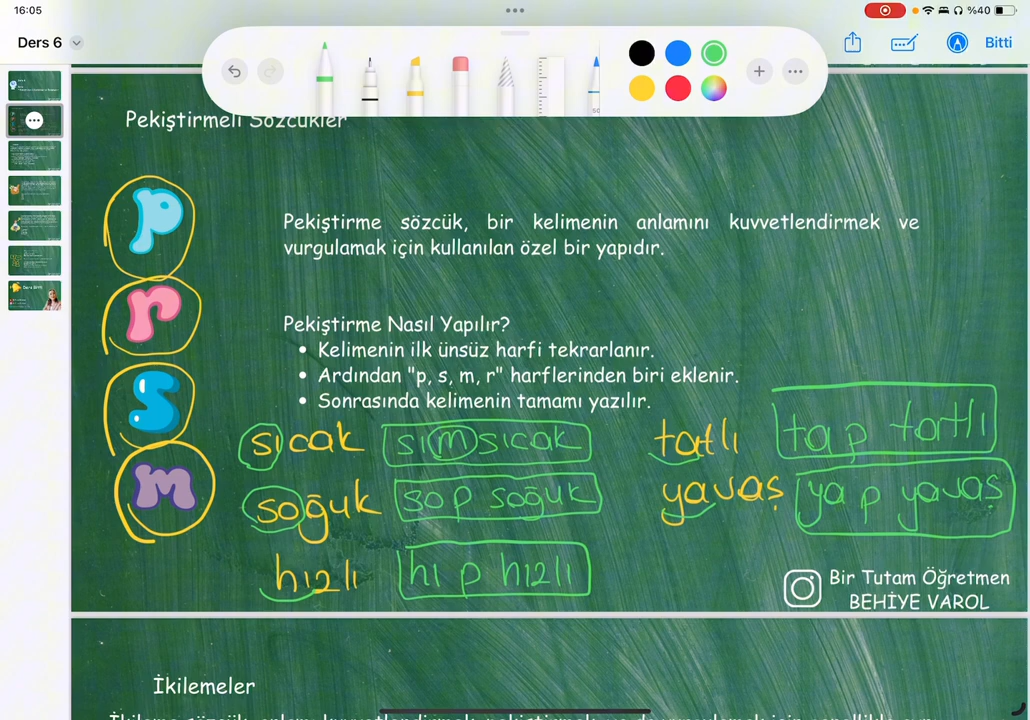 16:05
%40
Ders 6
Bitti
Pekiştirmeli Sözcükler
p
r
s
m
Pekiştirme sözcük, bir kelimenin anlamını kuvvetlendirmek ve
vurgulamak için kullanılan özel bir yapıdır.
Pekiştirme Nasıl Yapılır?
• Kelimenin ilk ünsüz harfi tekrarlanır.
• Ardından "p, s, m, r" harflerinden biri eklenir.
• Sonrasında kelimenin tamamı yazılır.
sıcak sımsıcak
tatlı tap tatlı
soğuk sop soğuk
yavaş ya p yavaş
hızlı hı p hızlı
Bir Tutam Öğretmen
BEHİYE VAROL
İkilemeler